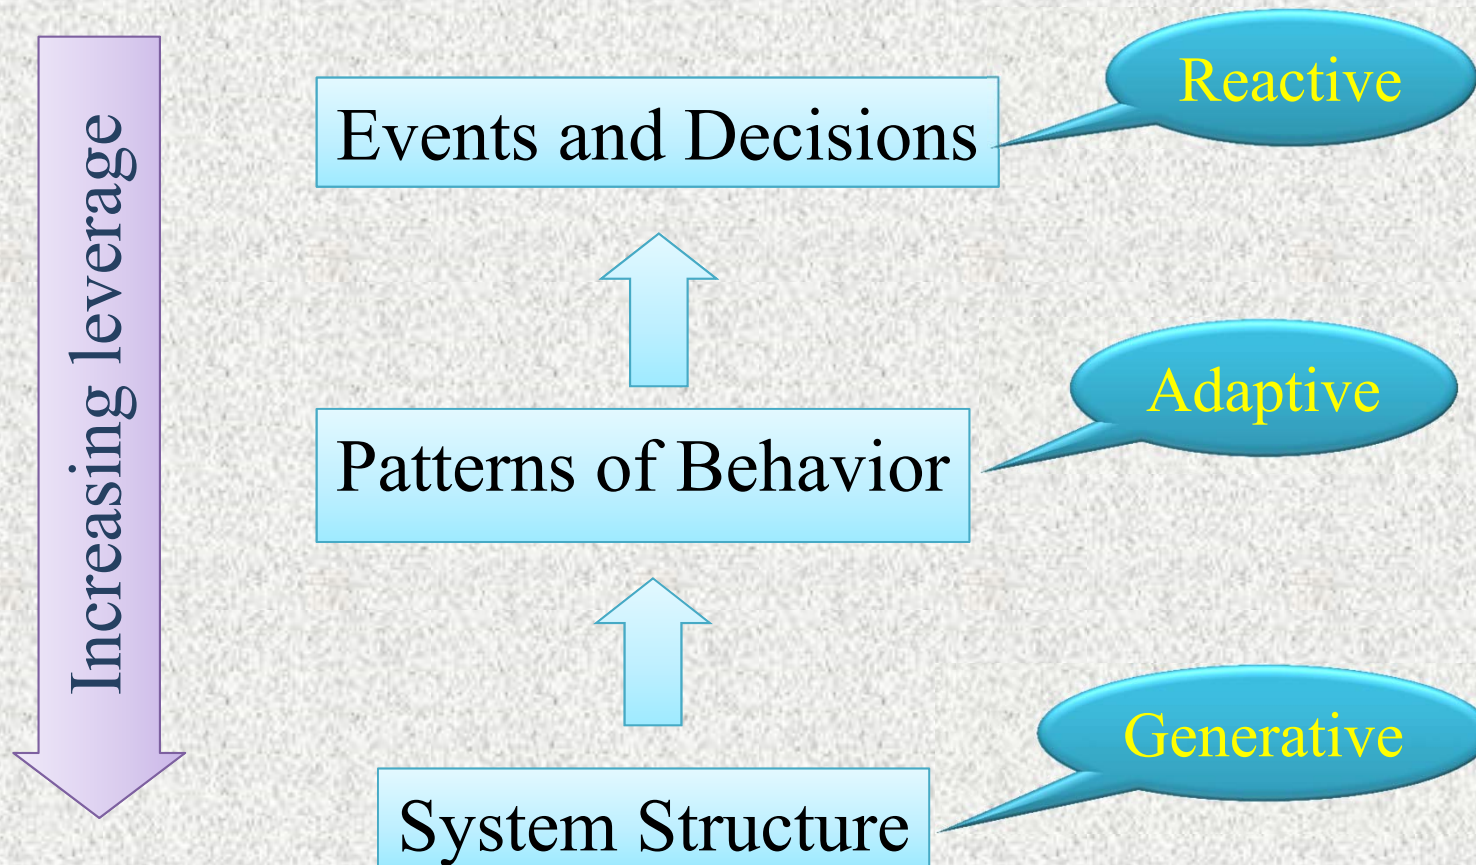 Increasing leverage
Events and Decisions
Reactive
Patterns of Behavior
Adaptive
System Structure
Generative